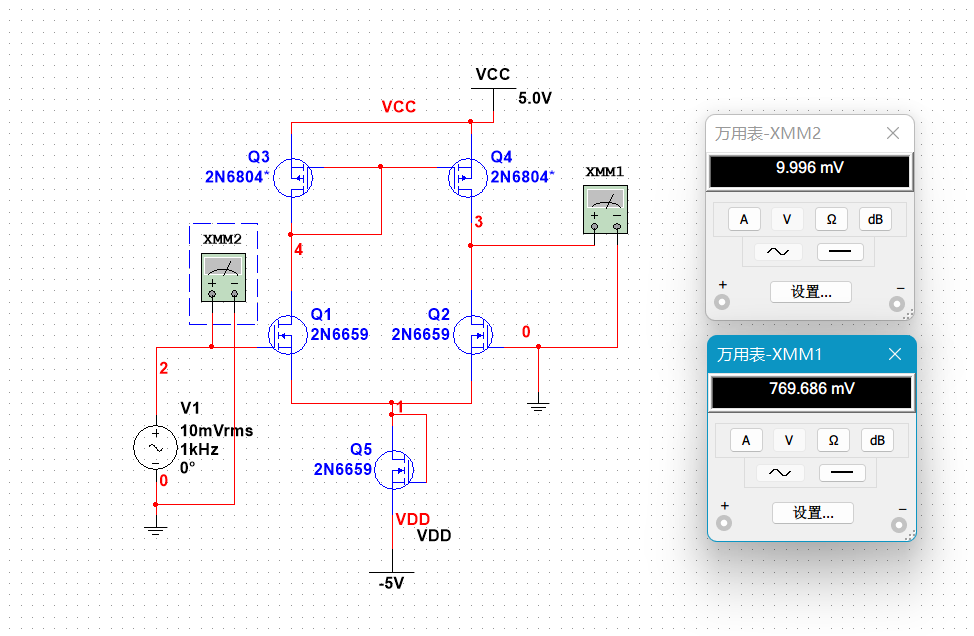 VCC
5.0V
VCC
Q3
2N6804*
Q4
2N6804*
XMM1
+
−
3
4
XMM2
+
−
Q1
2N6659
Q2
2N6659
0
2
1
V1
10mVrms
1kHz
0°
+
0
Q5
2N6659
VDD
VDD
-5V
万用表-XMM2
9.996 mV
A V Ω dB
+
−
设置...
万用表-XMM1
769.686 mV
A V Ω dB
+
−
设置...